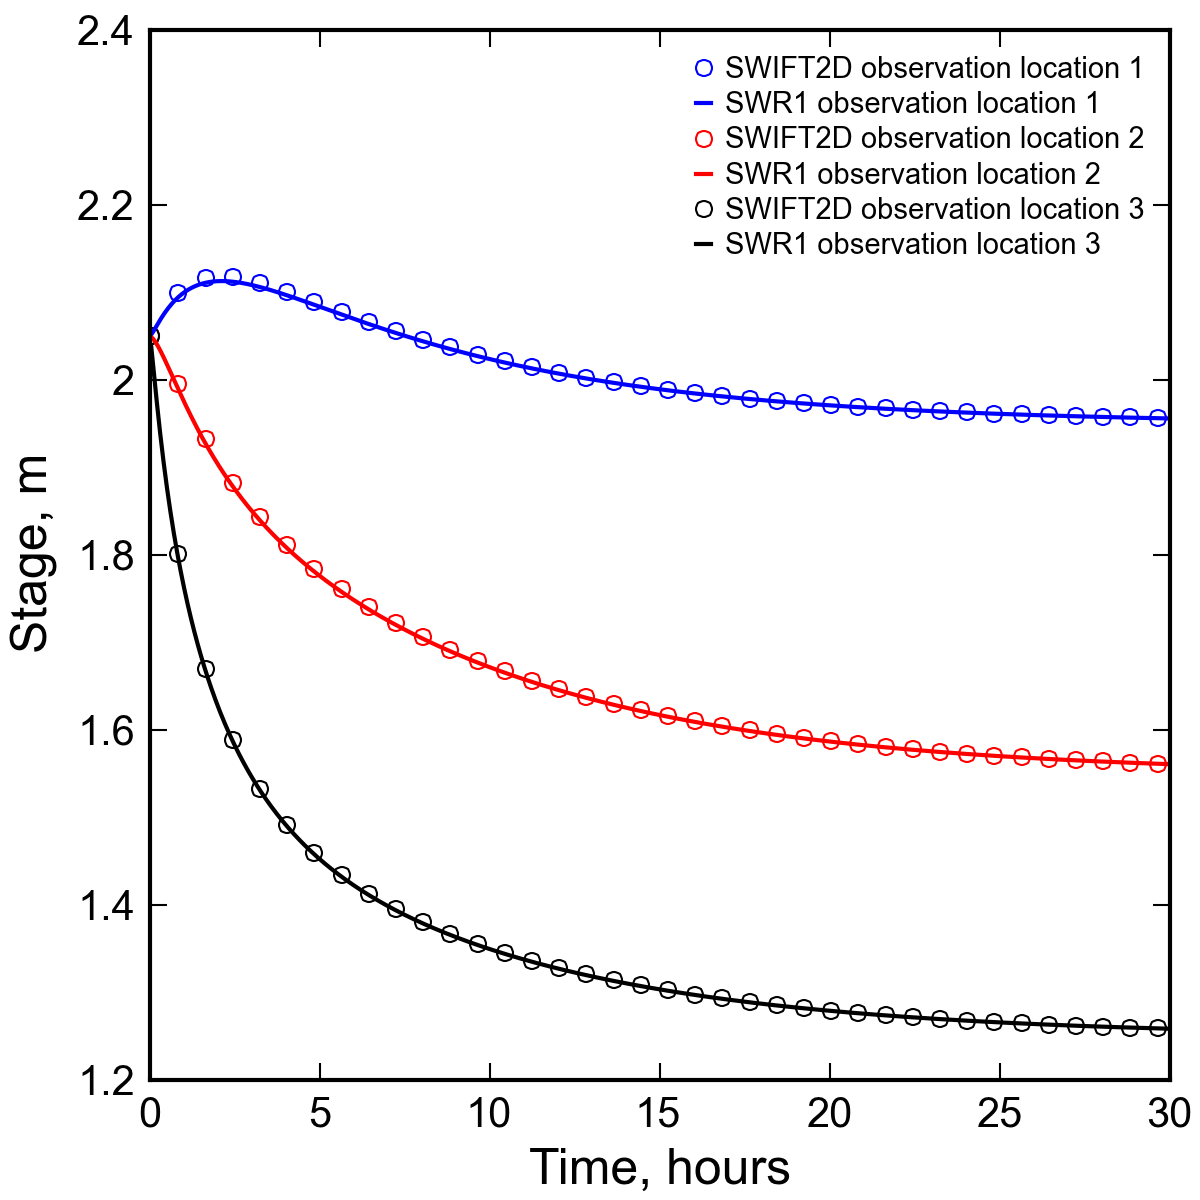 2.4
2.2
2
1.8
1.6
1.4
1.2
Stage, m
SWIFT2D observation location 1
SWR1 observation location 1
SWIFT2D observation location 2
SWR1 observation location 2
SWIFT2D observation location 3
SWR1 observation location 3
0 5 10 15 20 25 30
Time, hours